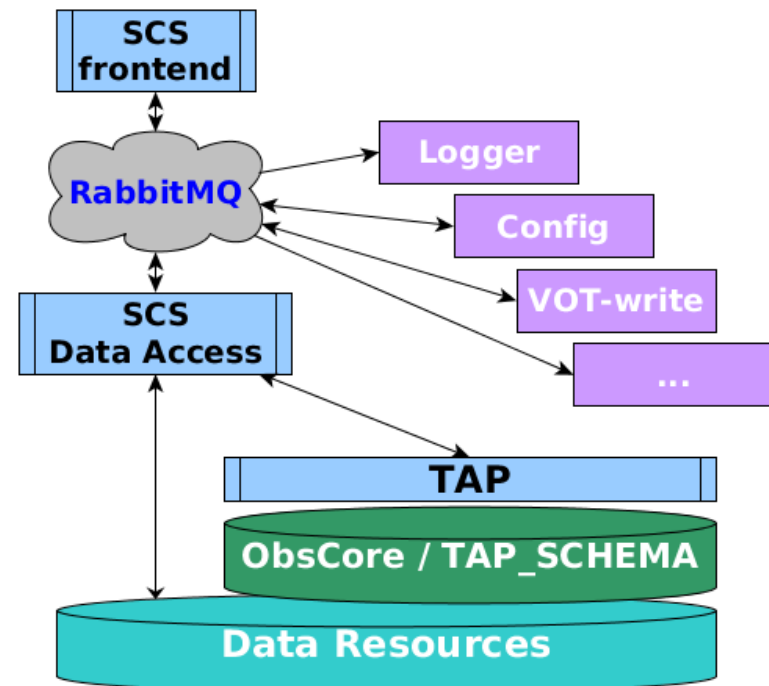 SCS
frontend
RabbitMQ
Logger
Config
VOT-write
...
SCS
Data Access
TAP
ObsCore / TAP_SCHEMA
Data Resources